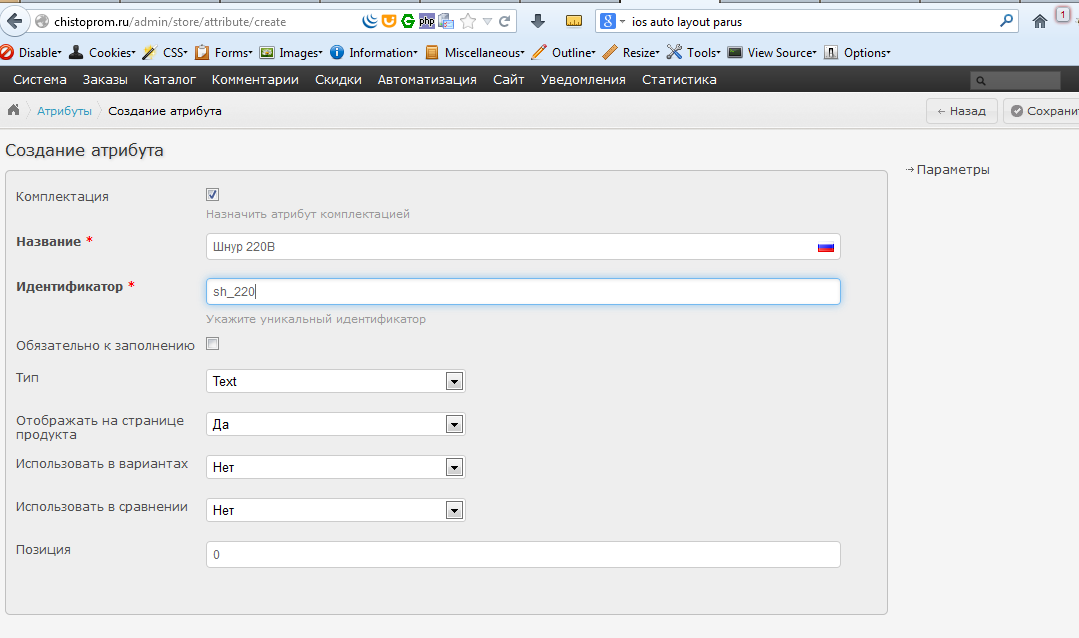 chistoprom.ru/admin/store/attribute/create
php
8
ios auto layout parus
1
Disable Cookies CSS Forms Images Information Miscellaneous Outline Resize Tools View Source Options
Система Заказы Каталог Комментарии Скидки Автоматизация Сайт Уведомления Статистика
Атрибуты Создание атрибута
← Назад
Сохрани
Создание атрибута
→ Параметры
Комплектация
Назначить атрибут комплектацией
Название *
Шнур 220В
Идентификатор *
sh_220
Укажите уникальный идентификатор
Обязательно к заполнению
Тип
Text
Отображать на странице
продукта
Да
Использовать в вариантах
Нет
Использовать в сравнении
Нет
Позиция
0